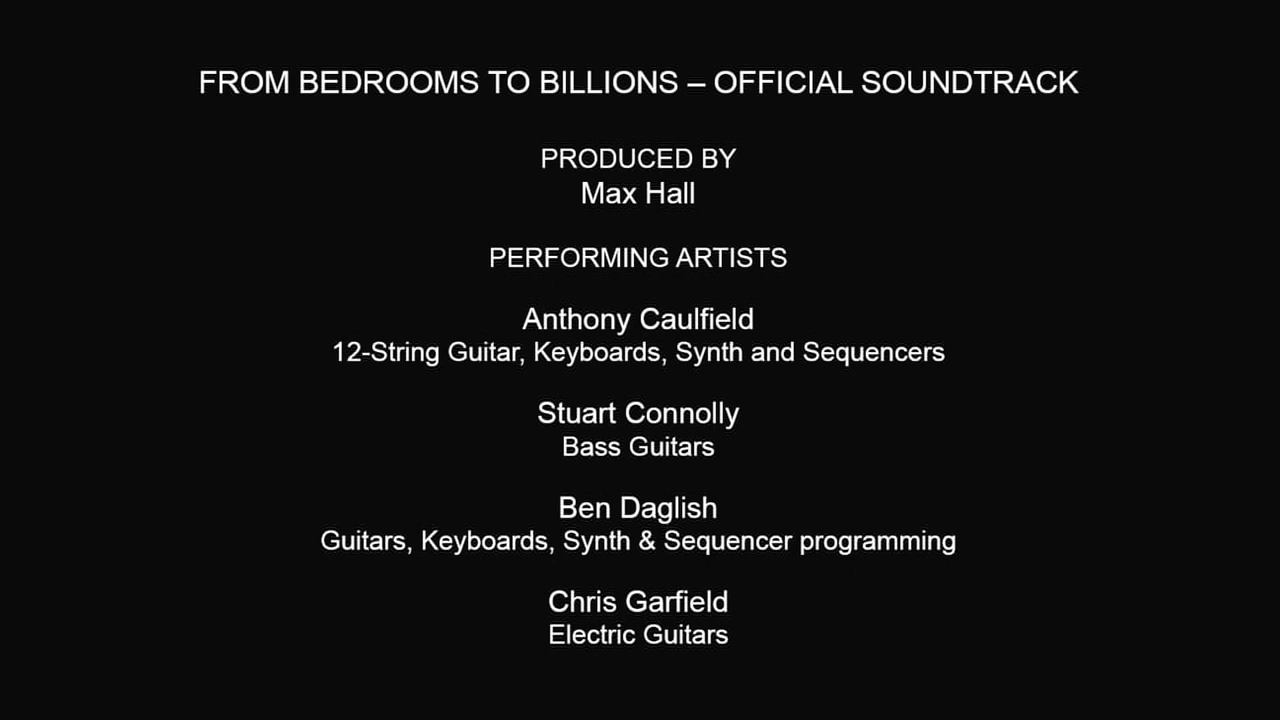 FROM BEDROOMS TO BILLIONS – OFFICIAL SOUNDTRACK
PRODUCED BY
Max Hall
PERFORMING ARTISTS
Anthony Caulfield
12-String Guitar, Keyboards, Synth and Sequencers
Stuart Connolly
Bass Guitars
Ben Daglish
Guitars, Keyboards, Synth & Sequencer programming
Chris Garfield
Electric Guitars